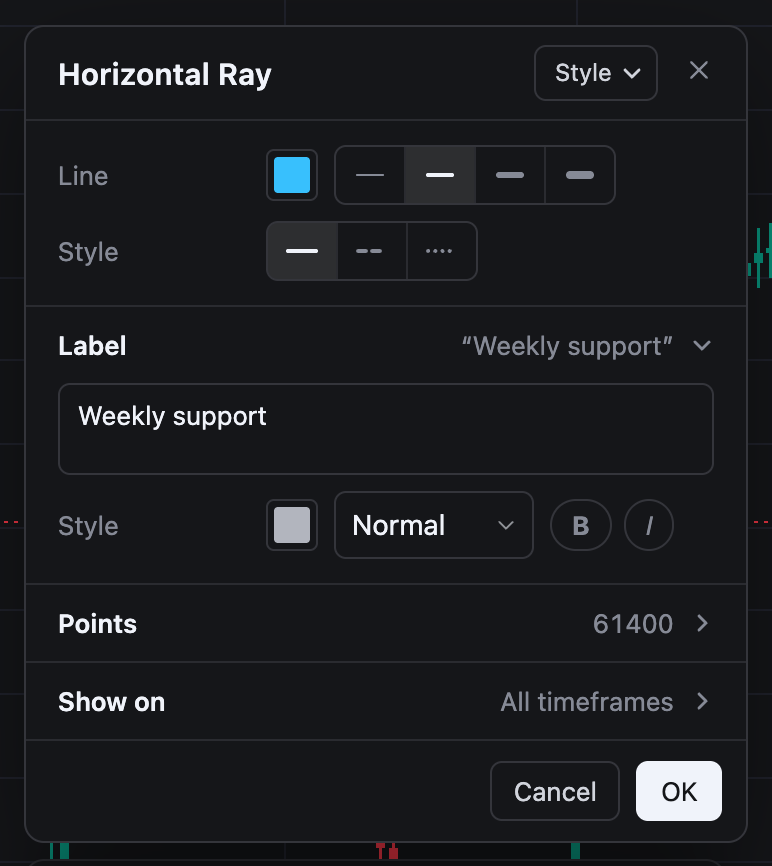 Horizontal Ray
Style
Line
Style
Label
“Weekly support”
Weekly support
Style
Normal
B
I
Points
61400
Show on
All timeframes
Cancel
OK